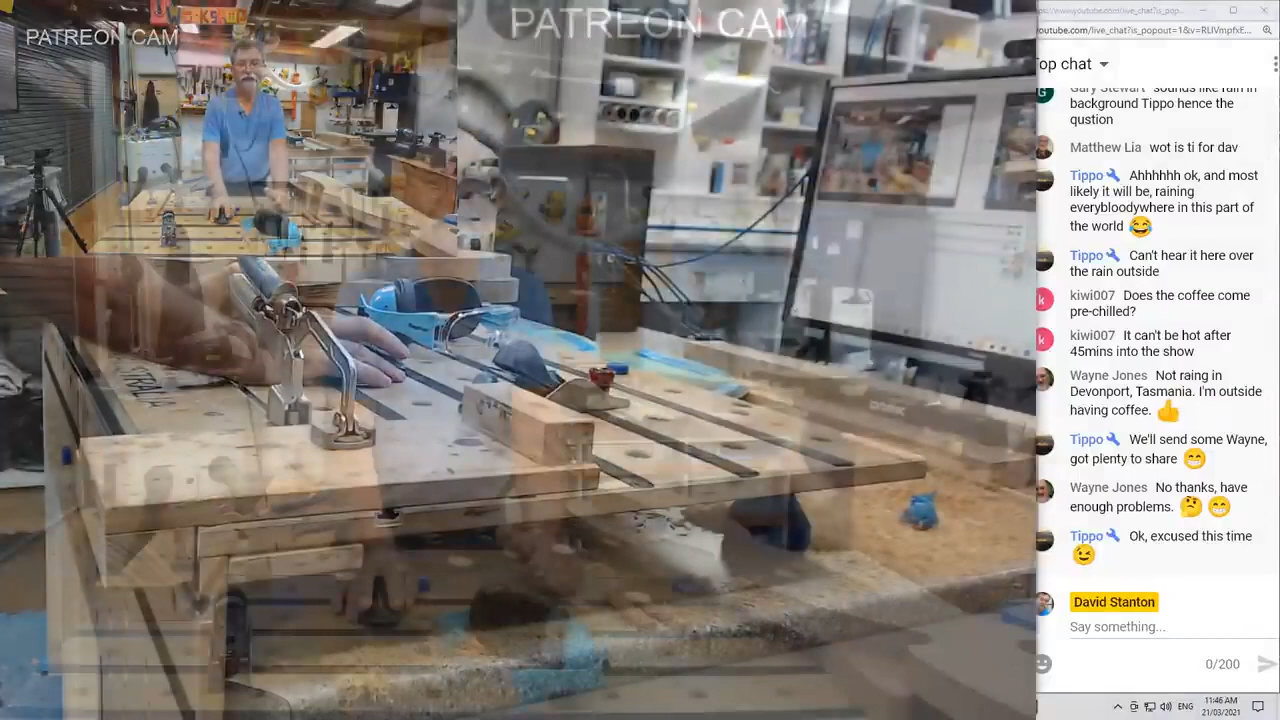 PATREON CAM
PATREON CAM
youtube.com/live_chat?is_popout=1&v=RLIVmpfxE...
Top chat
Gary Stewart sounds like rain in
background Tippo hence the
qustion
Matthew Lia wot is ti for dav
Tippo Ahhhhhh ok, and most
likely it will be, raining
everybloodywhere in this part of
the world 😂
Tippo Can't hear it here over
the rain outside
kiwi007 Does the coffee come
pre-chilled?
kiwi007 It can't be hot after
45mins into the show
Wayne Jones Not raing in
Devonport, Tasmania. I'm outside
having coffee. 👍
Tippo We'll send some Wayne,
got plenty to share 😁
Wayne Jones No thanks, have
enough problems. 🤔 😁
Tippo Ok, excused this time
😉
David Stanton
Say something...
0/200
ENG
11:46 AM
21/03/2021